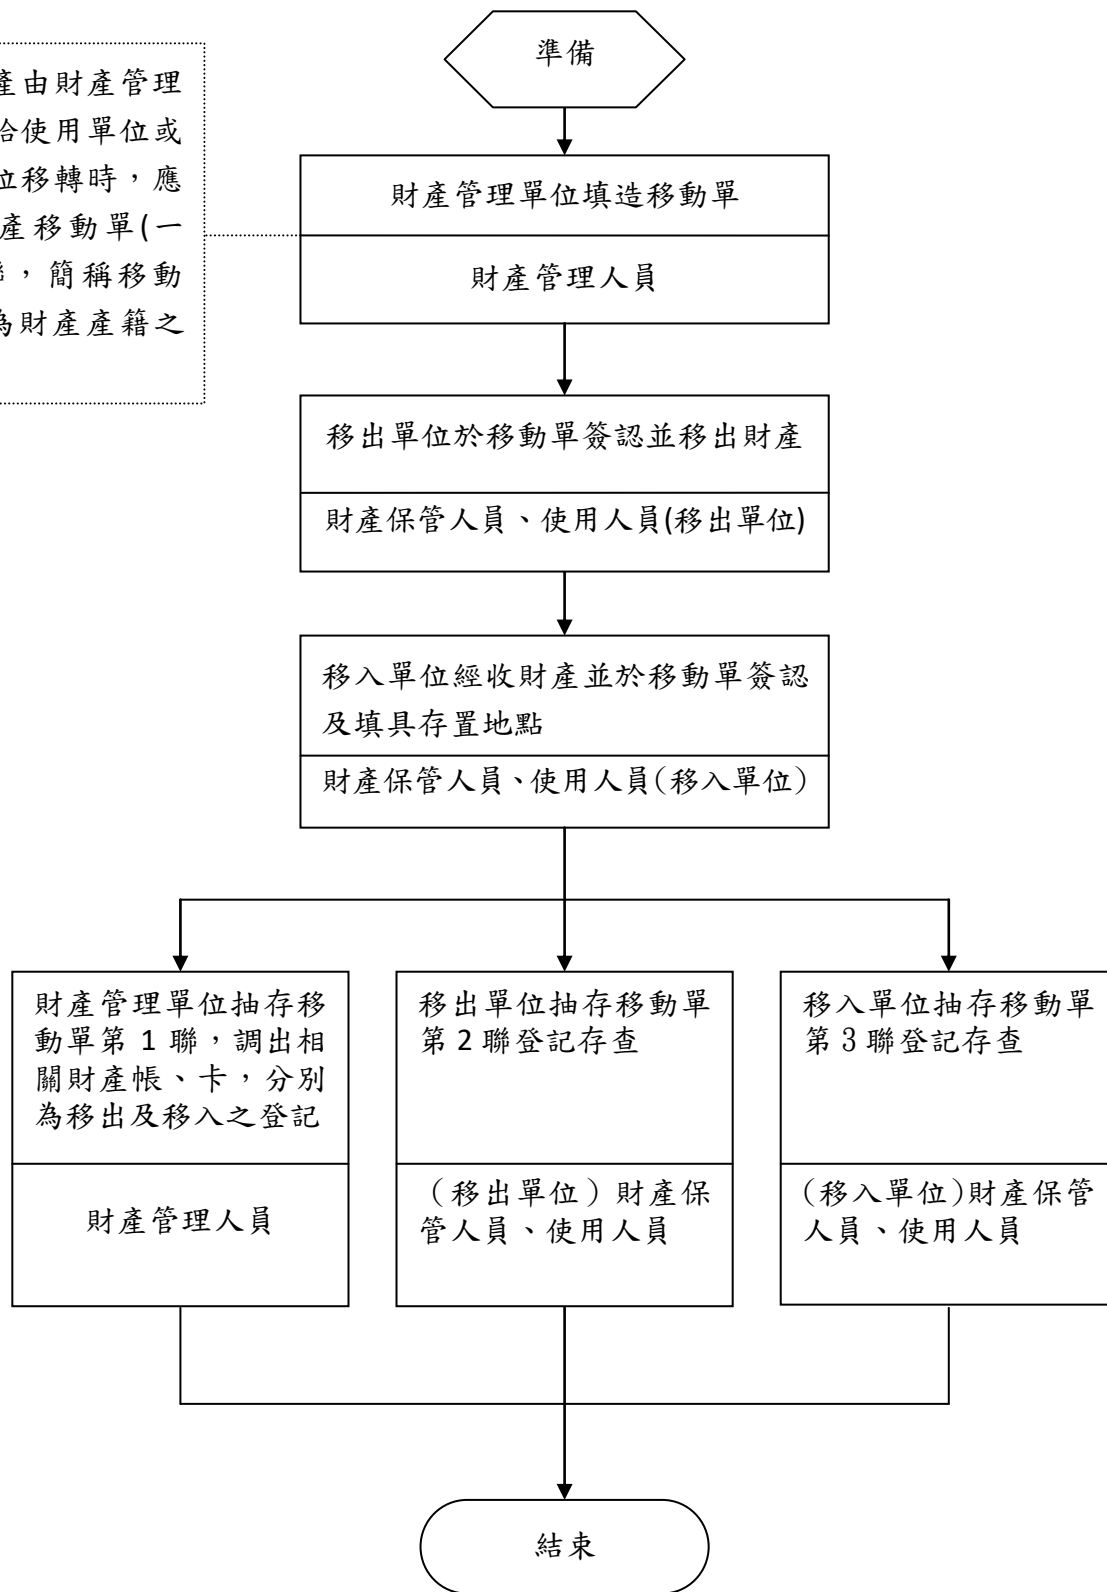 準備
產由財產管理
給使用單位或
位移轉時，應
產移動單(一
聯，簡稱移動
為財產產籍之
財產管理單位填造移動單
財產管理人員
移出單位於移動單簽認並移出財產
財產保管人員、使用人員(移出單位)
移入單位經收財產並於移動單簽認
及填具存置地點
財產保管人員、使用人員（移入單位）
財產管理單位抽存移
動單第 1 聯，調出相
關財產帳、卡，分別
為移出及移入之登記
財產管理人員
移出單位抽存移動單
第 2 聯登記存查
（移出單位）財產保
管人員、使用人員
移入單位抽存移動單
第 3 聯登記存查
（移入單位）財產保管
人員、使用人員
結束